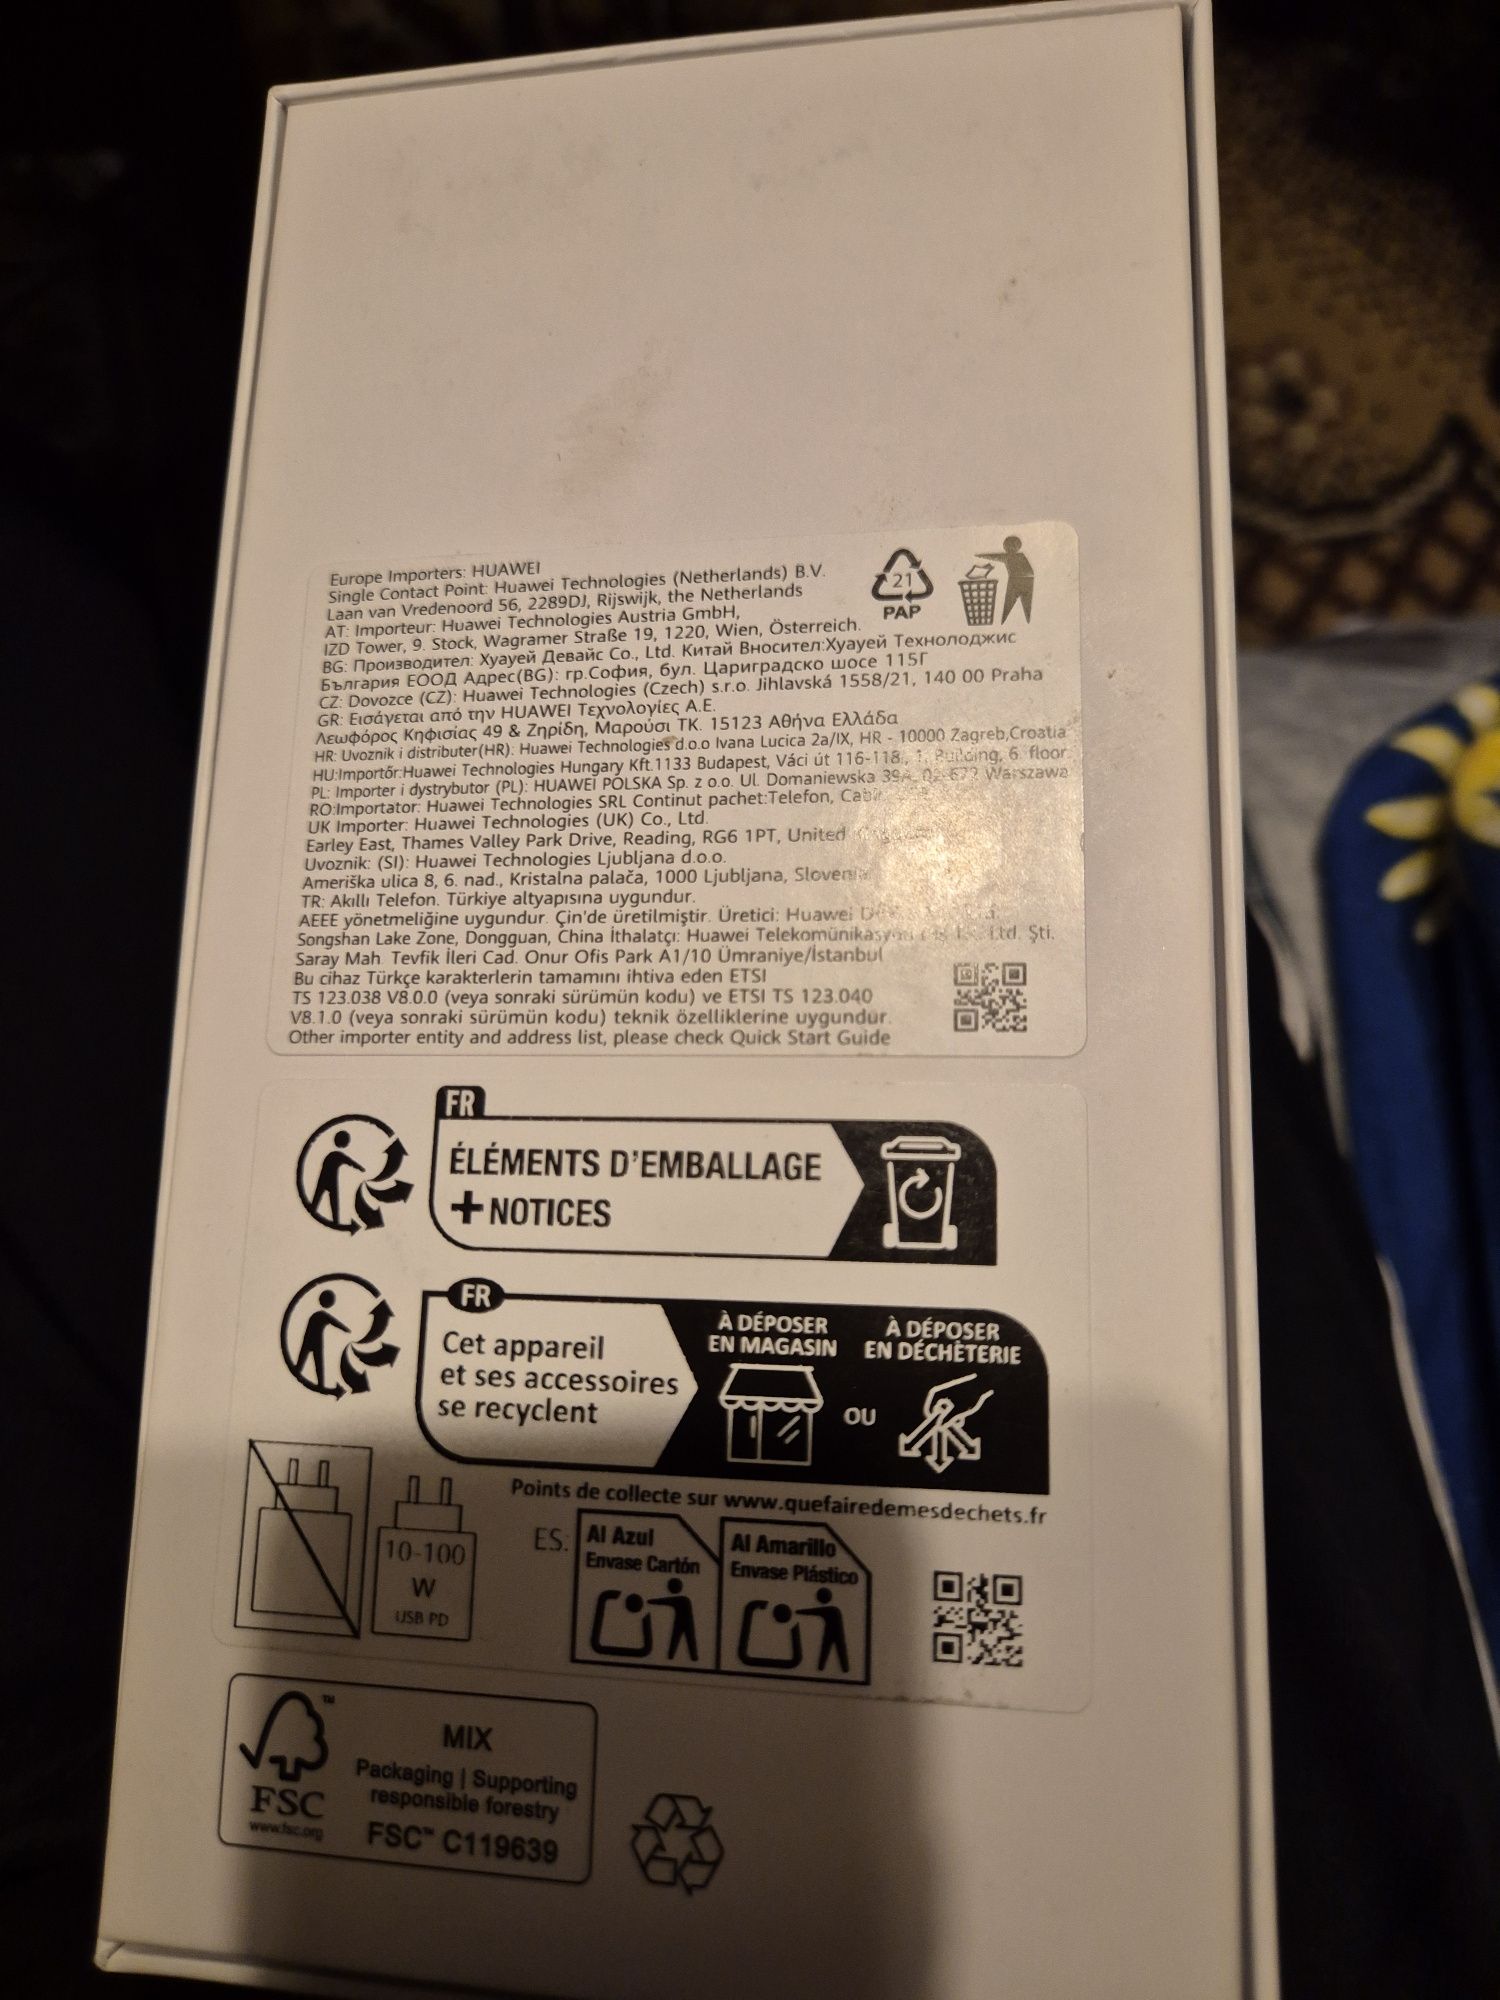 Europe Importers: HUAWEI
Single Contact Point: Huawei Technologies (Netherlands) B.V.
Laan van Vredenoord 56, 2289DJ, Rijswijk, the Netherlands
AT: Importeur: Huawei Technologies Austria GmbH,
IZD Tower, 9. Stock, Wagramer Straße 19, 1220, Wien, Österreich.
BG: Производител: Хуауей Девайс Co., Ltd. Китай Вносител:Хуауей Технолоджис
България ЕООД Адрес(BG): гр.София, бул. Цариградско шосе 115Г
CZ: Dovozce (CZ): Huawei Technologies (Czech) s.r.o. Jihlavská 1558/21, 140 00 Praha
GR: Εισάγεται από την HUAWEI Τεχνολογίες Α.Ε.
Λεωφόρος Κηφισίας 49 & Ζηρίδη, Μαρούσι ΤΚ. 15123 Αθήνα Ελλάδα
HR: Uvoznik i distributer(HR): Huawei Technologies d.o.o Ivana Lucica 2a/IX, HR - 10000 Zagreb,Croatia
HU:Importőr:Huawei Technologies Hungary Kft.1133 Budapest, Váci út 116-118., 1. Building, 6. floor.
PL: Importer i dystrybutor (PL): HUAWEI POLSKA Sp. z o.o. Ul. Domaniewska 39A, 02-672 Warszawa
RO:Importator: Huawei Technologies SRL Continut pachet:Telefon,
UK Importer: Huawei Technologies (UK) Co., Ltd.
Earley East, Thames Valley Park Drive, Reading, RG6 1PT, United
Uvoznik: (SI): Huawei Technologies Ljubljana d.o.o.
Ameriška ulica 8, 6. nad., Kristalna palača, 1000 Ljubljana, Slovenia
TR: Akıllı Telefon. Türkiye altyapısına uygundur.
AEEE yönetmeliğine uygundur. Çin'de üretilmiştir. Üretici: Huawei
Songshan Lake Zone, Dongguan, China İthalatçı: Huawei Telekomünikasyon Ltd. Şti.
Saray Mah. Tevfik İleri Cad. Onur Ofis Park A1/10 Ümraniye/İstanbul
Bu cihaz Türkçe karakterlerin tamamını ihtiva eden ETSI
TS 123.038 V8.0.0 (veya sonraki sürümün kodu) ve ETSI TS 123.040
V8.1.0 (veya sonraki sürümün kodu) teknik özelliklerine uygundur.
Other importer entity and address list, please check Quick Start Guide
21
PAP
FR
ÉLÉMENTS D'EMBALLAGE
+ NOTICES
FR
Cet appareil
et ses accessoires
se recyclent
À DÉPOSER
EN MAGASIN
OU
À DÉPOSER
EN DÉCHÈTERIE
Points de collecte sur www.quefairedemesdechets.fr
10-100
W
USB PD
ES:
Al Azul
Envase Cartón
Al Amarillo
Envase Plástico
FSC
www.fsc.org
MIX
Packaging | Supporting
responsible forestry
FSC™ C119639